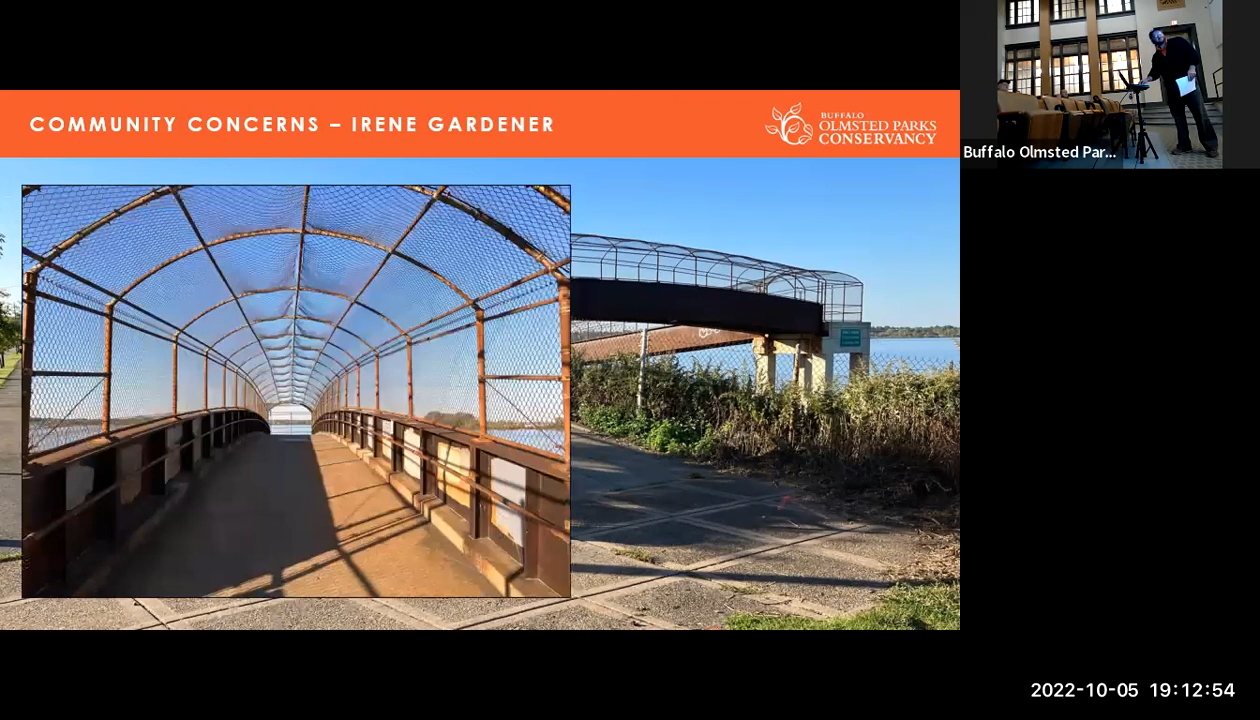 COMMUNITY CONCERNS – IRENE GARDENER
BUFFALO
OLMSTED PARKS
CONSERVANCY
Buffalo Olmsted Par...
2022-10-05 19:12:54